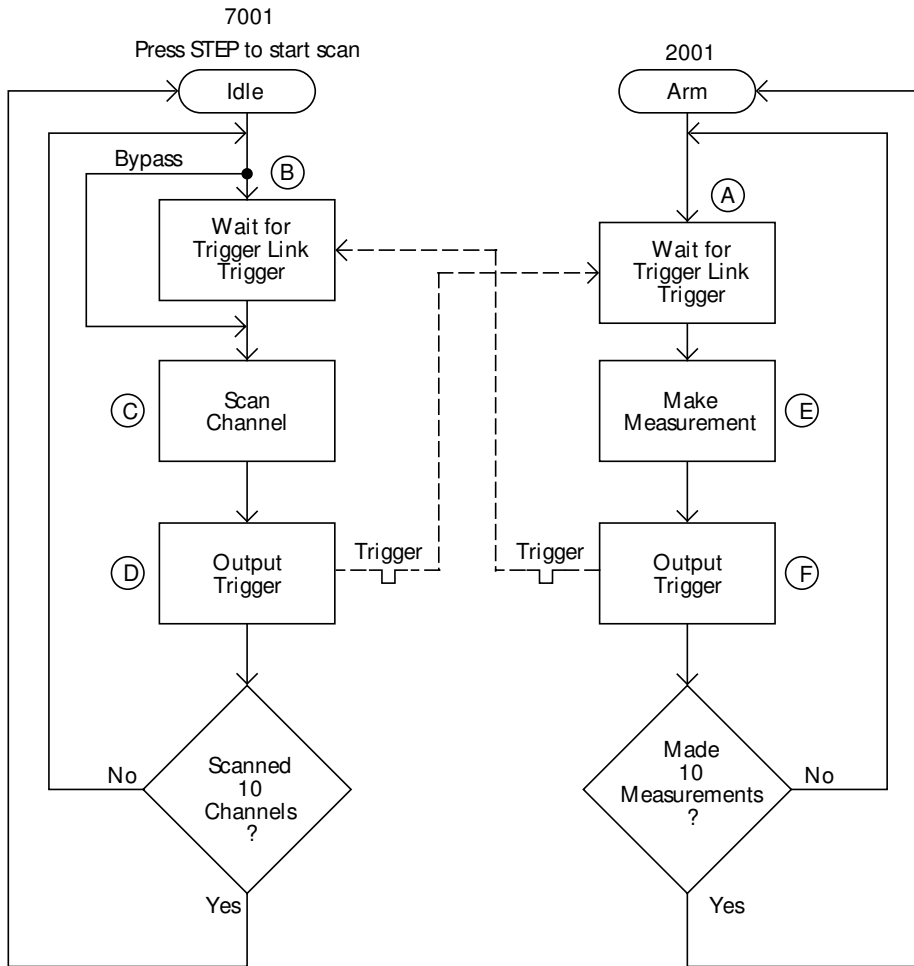 7001
Press STEP to start scan
Idle
Bypass
B
Wait for
Trigger Link
Trigger
C
Scan
Channel
D
Output
Trigger
Trigger
No
Scanned
10
Channels
?
Yes
2001
Arm
A
Wait for
Trigger Link
Trigger
Make
Measurement
E
Trigger
Output
Trigger
F
Made
10
Measurements
?
No
Yes